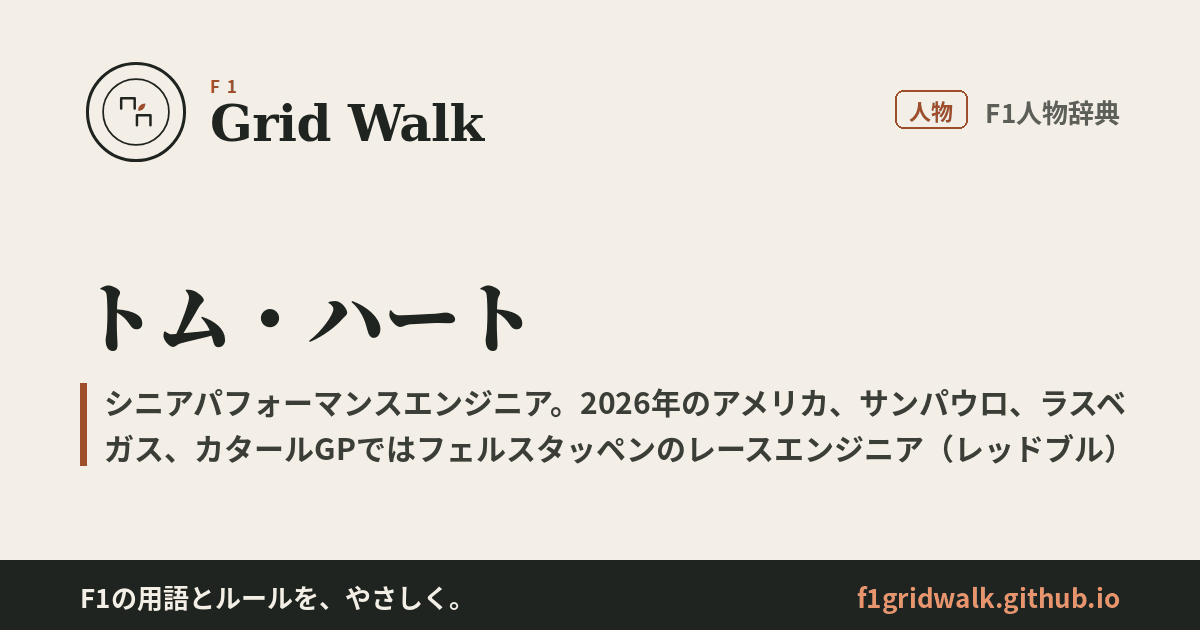 F1
Grid Walk
人物
F1人物辞典
トム・ハート
シニアパフォーマンスエンジニア。2026年のアメリカ、サンパウロ、ラスベ
ガス、カタールGPではフェルスタッペンのレースエンジニア（レッドブル）
F1の用語とルールを、やさしく。
f1gridwalk.github.io